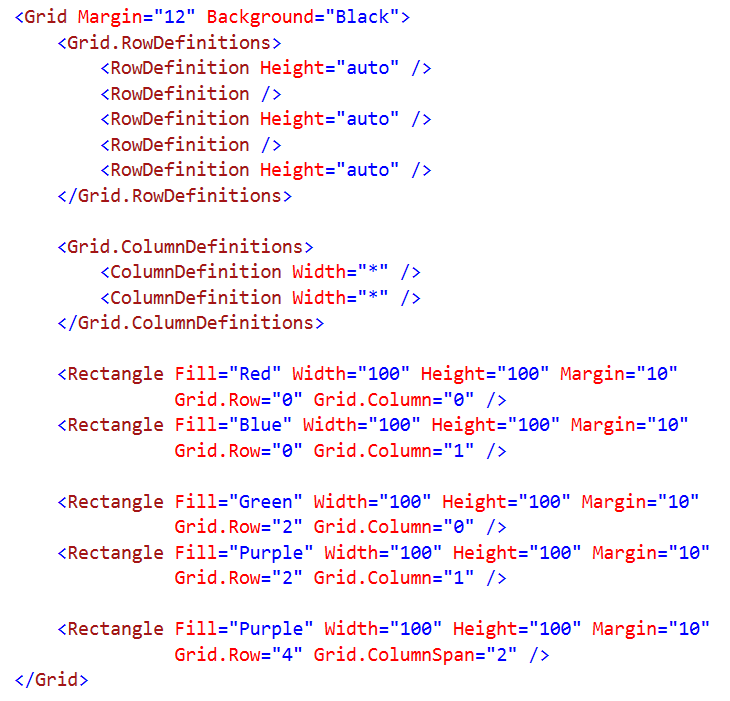 <Grid Margin="12" Background="Black">
    <Grid.RowDefinitions>
        <RowDefinition Height="auto" />
        <RowDefinition />
        <RowDefinition Height="auto" />
        <RowDefinition />
        <RowDefinition Height="auto" />
    </Grid.RowDefinitions>

    <Grid.ColumnDefinitions>
        <ColumnDefinition Width="*" />
        <ColumnDefinition Width="*" />
    </Grid.ColumnDefinitions>

    <Rectangle Fill="Red" Width="100" Height="100" Margin="10"
               Grid.Row="0" Grid.Column="0" />
    <Rectangle Fill="Blue" Width="100" Height="100" Margin="10"
               Grid.Row="0" Grid.Column="1" />

    <Rectangle Fill="Green" Width="100" Height="100" Margin="10"
               Grid.Row="2" Grid.Column="0" />
    <Rectangle Fill="Purple" Width="100" Height="100" Margin="10"
               Grid.Row="2" Grid.Column="1" />

    <Rectangle Fill="Purple" Width="100" Height="100" Margin="10"
               Grid.Row="4" Grid.ColumnSpan="2" />
</Grid>